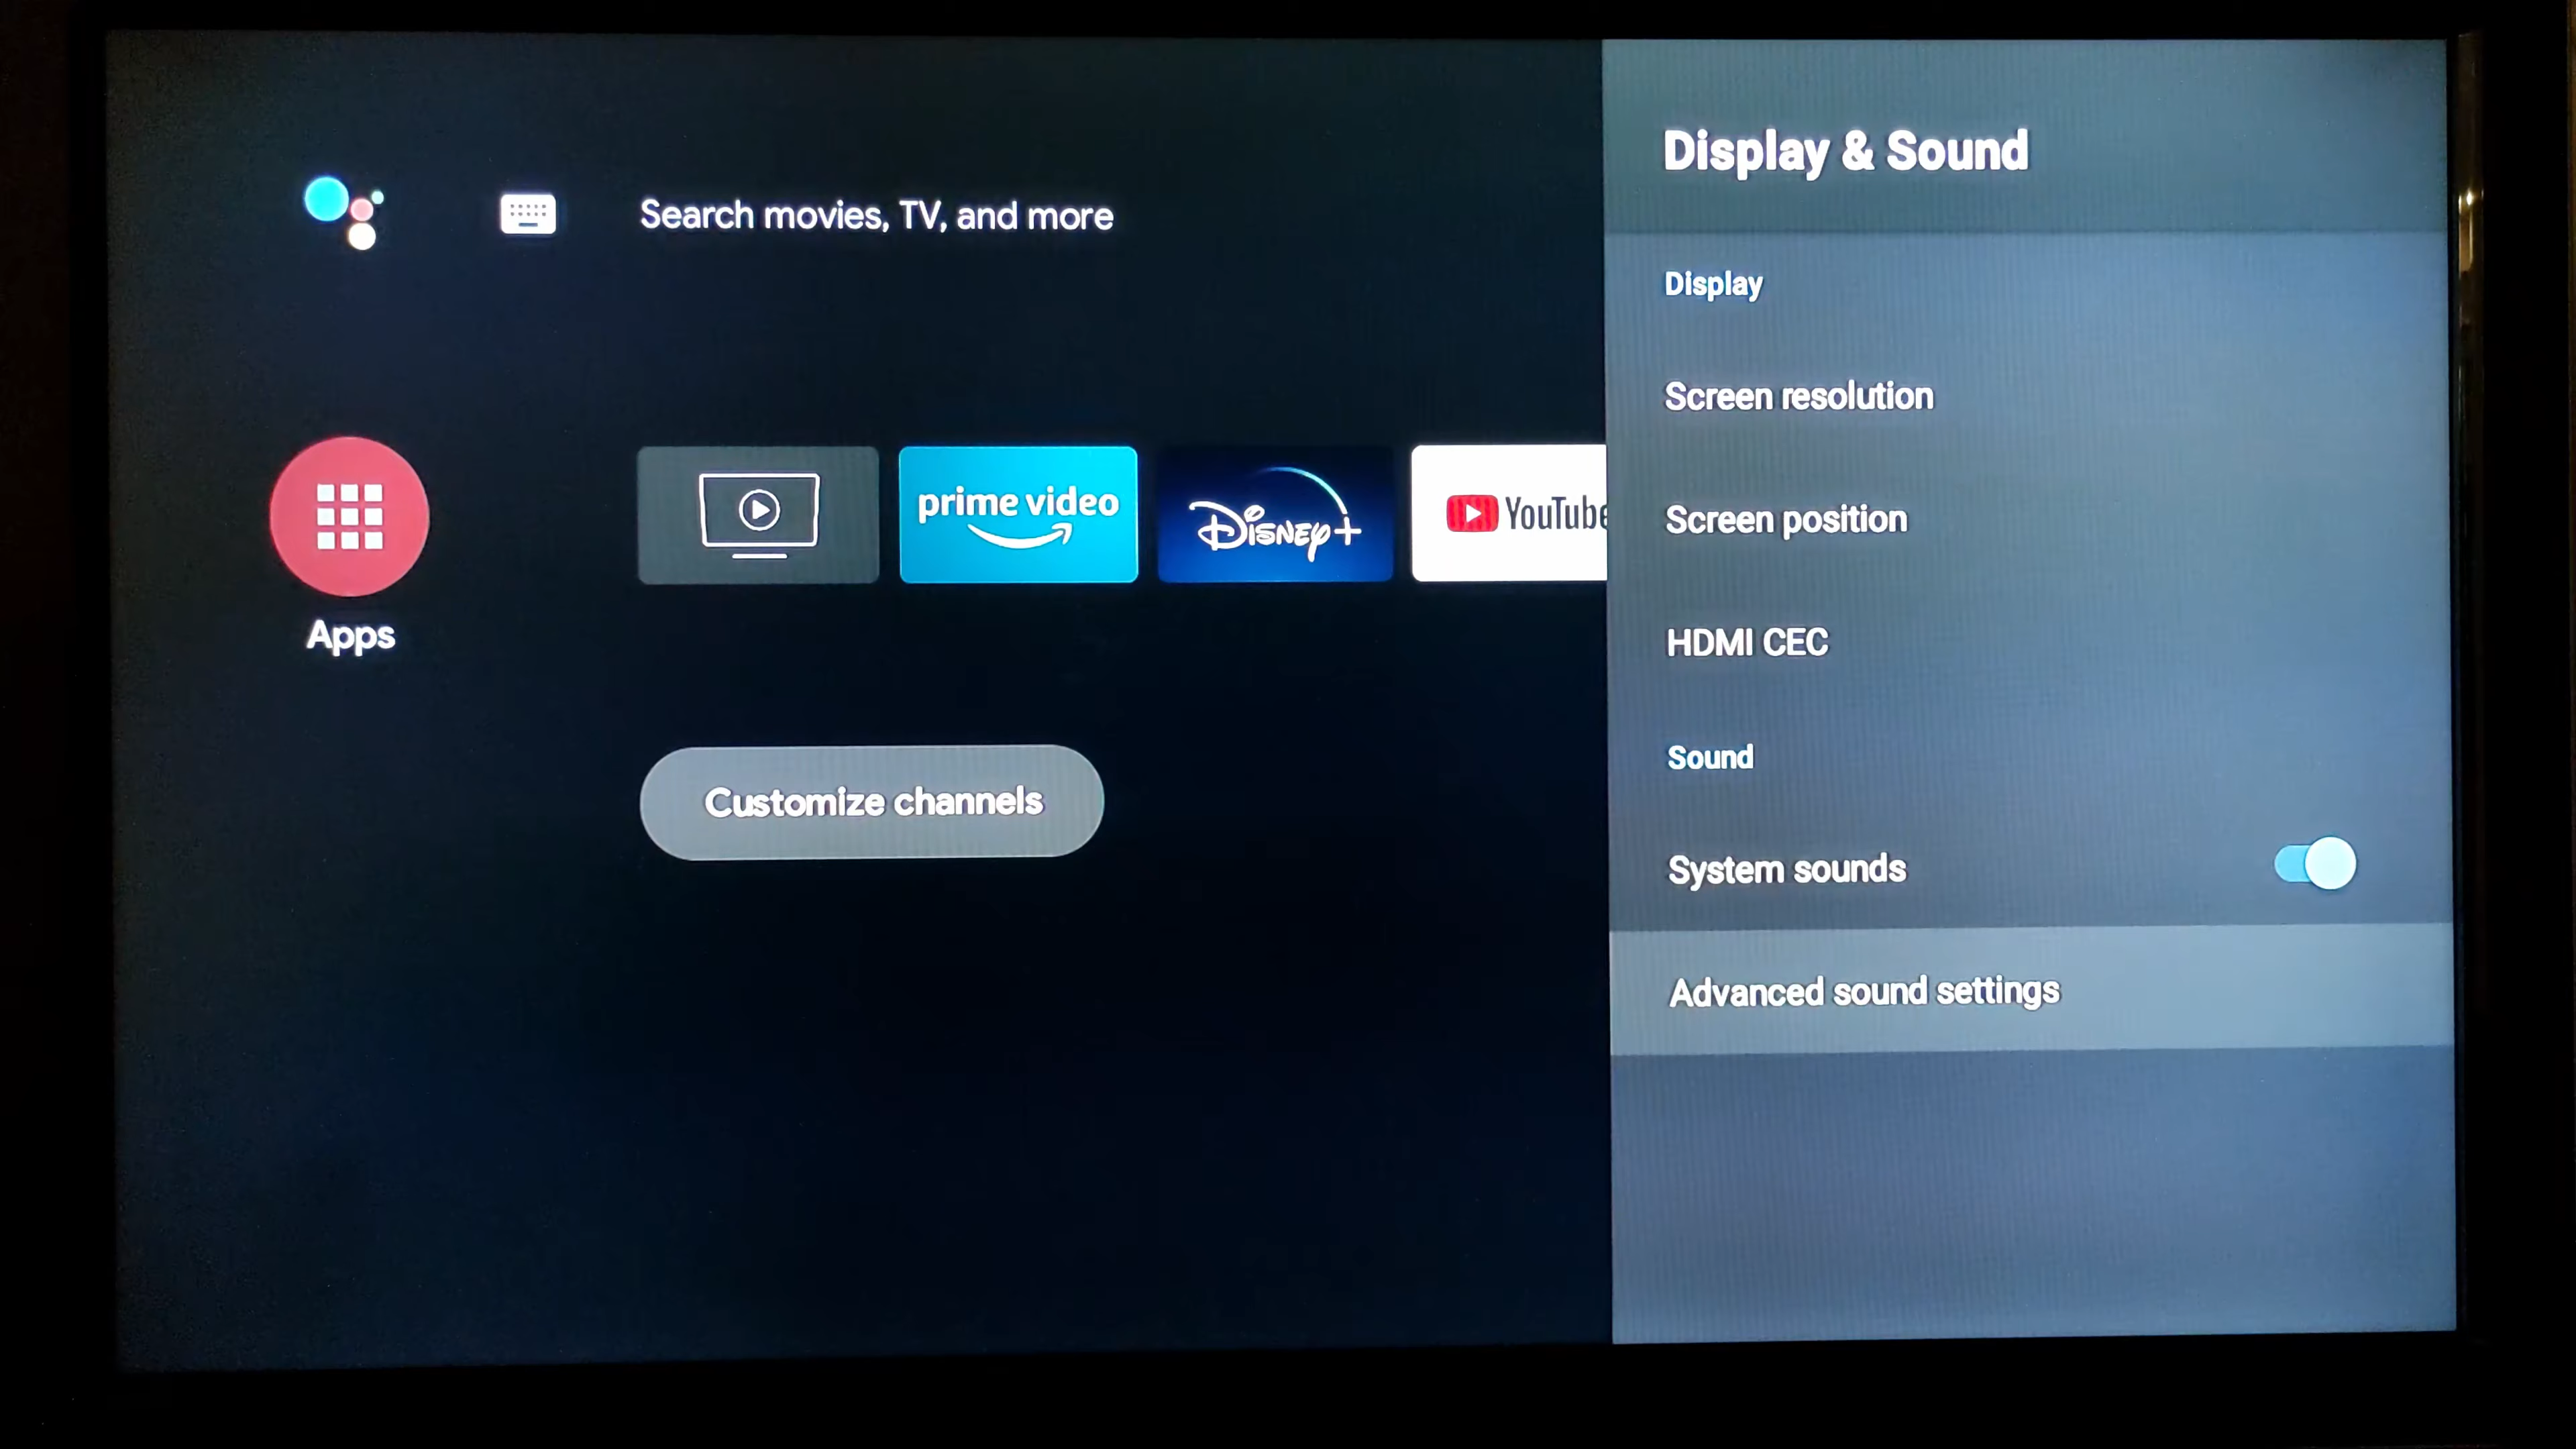 Search movies, TV, and more
prime video
Disney+
YouTube
Apps
Customize channels
Display & Sound
Display
Screen resolution
Screen position
HDMI CEC
Sound
System sounds
Advanced sound settings